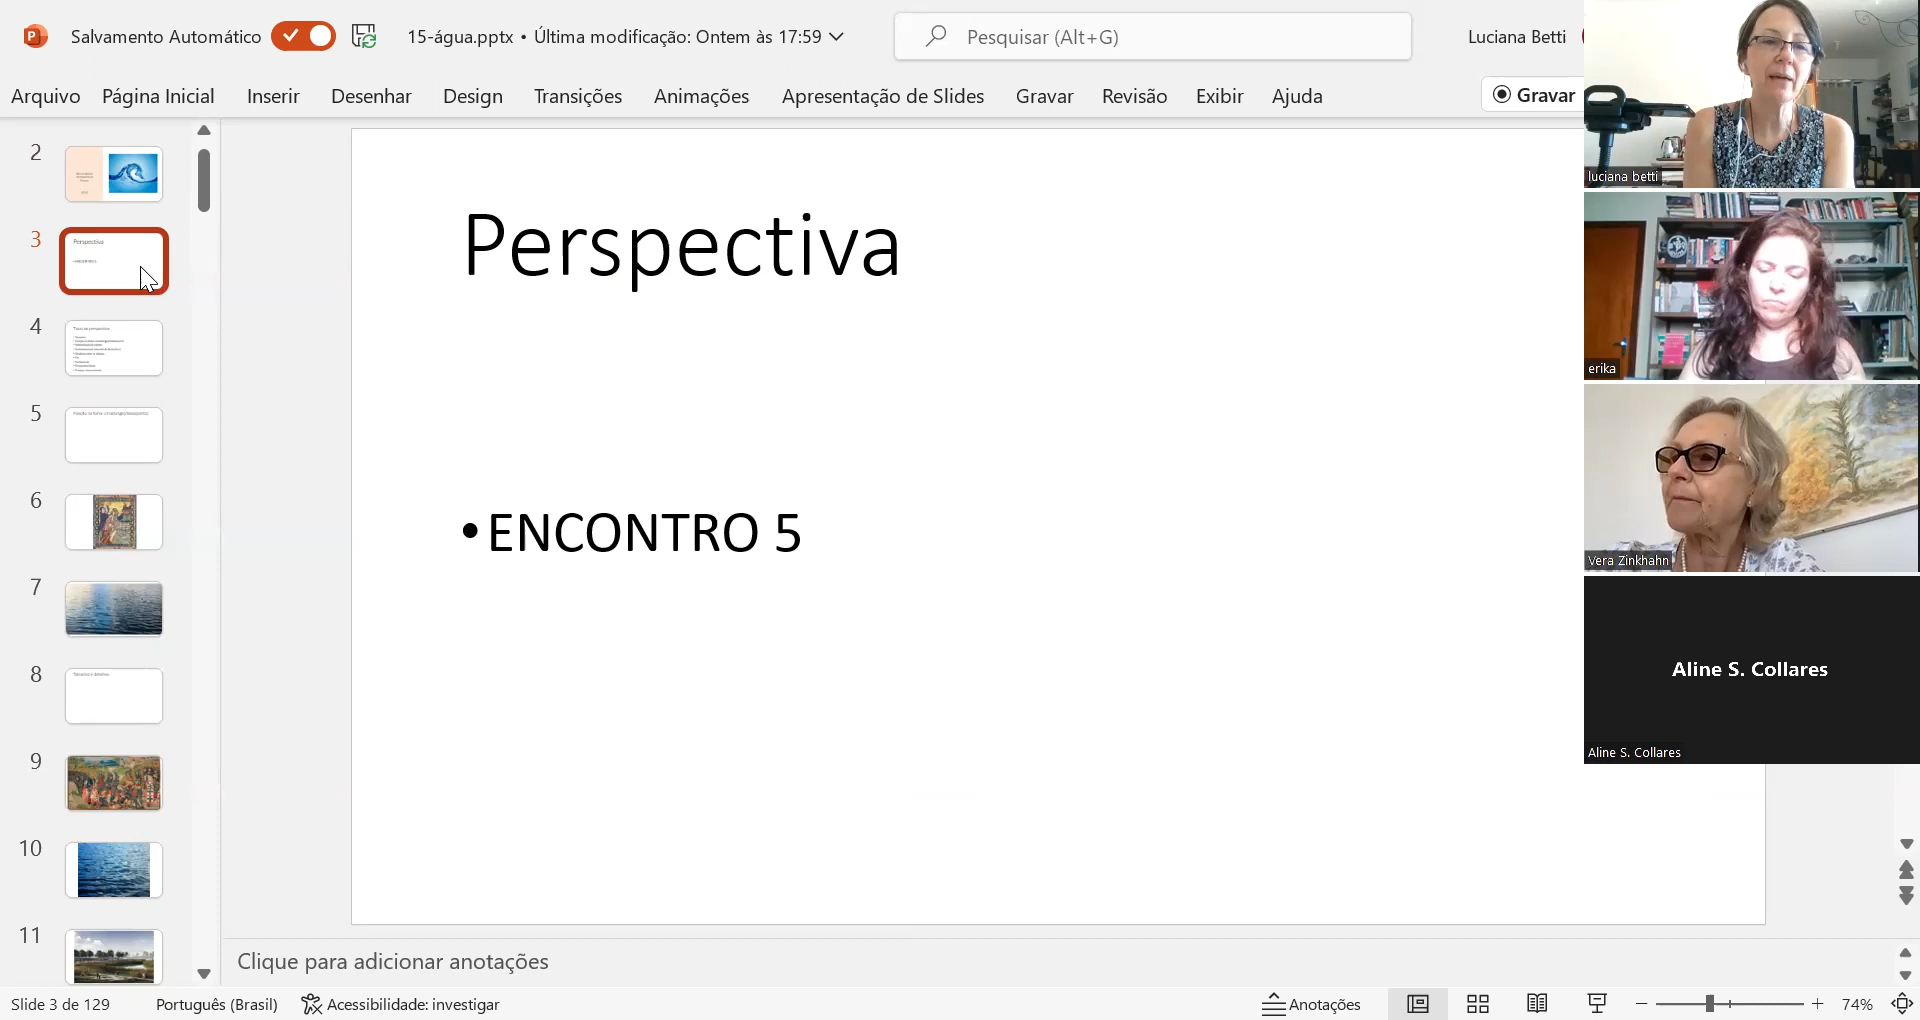 Salvamento Automático
15-água.pptx • Última modificação: Ontem às 17:59
Pesquisar (Alt+G)
Luciana Betti
Arquivo Página Inicial Inserir Desenhar Design Transições Animações Apresentação de Slides Gravar Revisão Exibir Ajuda
Gravar
luciana betti
erika
Vera Zinkhahn
Aline S. Collares
Aline S. Collares
2
3
Perspectiva
4
5
6
7
8
9
10
11
Perspectiva
• ENCONTRO 5
Clique para adicionar anotações
Slide 3 de 129
Português (Brasil)
Acessibilidade: investigar
Anotações
74%